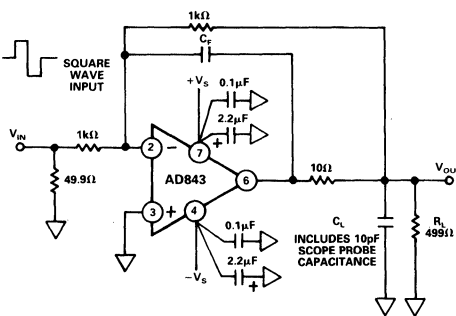 1kΩ
C_F
SQUARE
WAVE
INPUT
+V_S
0.1µF
2.2µF
+
V_IN
1kΩ
2
−
7
AD843
6
10Ω
V_OU
49.9Ω
3
+
4
0.1µF
C_L
INCLUDES 10pF
SCOPE PROBE
CAPACITANCE
R_L
499Ω
2.2µF
+
−V_S